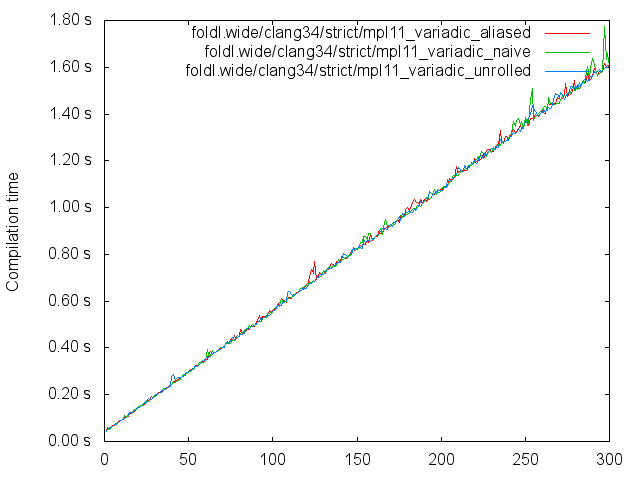 foldl.wide/clang34/strict/mpl11_variadic_aliased
foldl.wide/clang34/strict/mpl11_variadic_naive
foldl.wide/clang34/strict/mpl11_variadic_unrolled
Compilation time
1.80 s
1.60 s
1.40 s
1.20 s
1.00 s
0.80 s
0.60 s
0.40 s
0.20 s
0.00 s
0 50 100 150 200 250 300